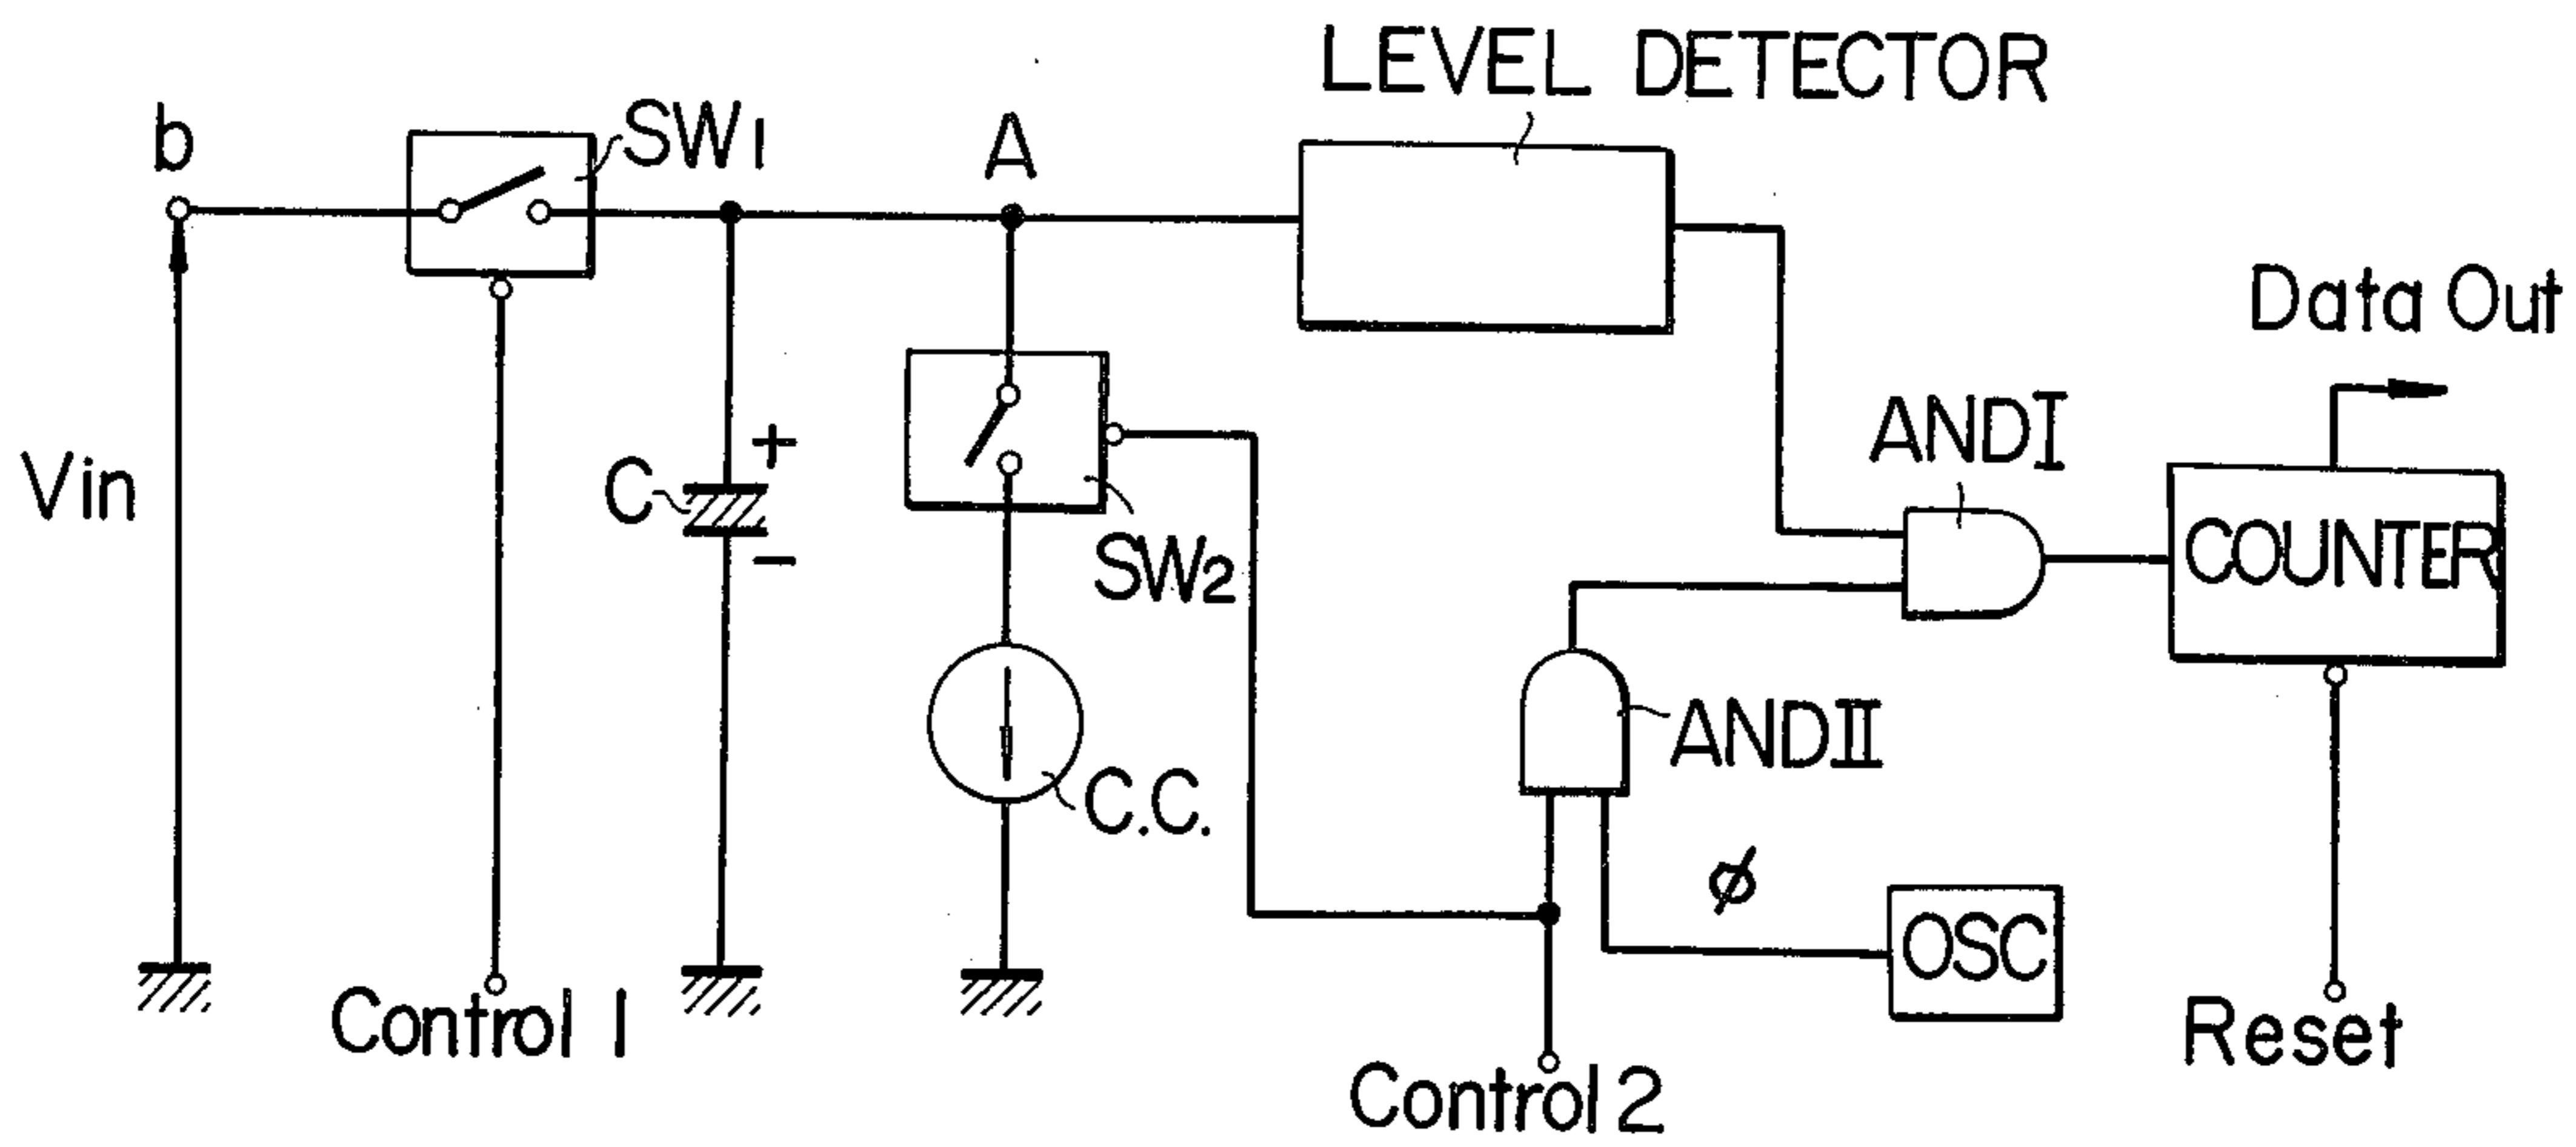 LEVEL DETECTOR
b
SW1
A
Data Out
Vin
C
+
-
SW2
ANDI
COUNTER
ANDII
C.C.
φ
OSC
Control 1
Control 2
Reset